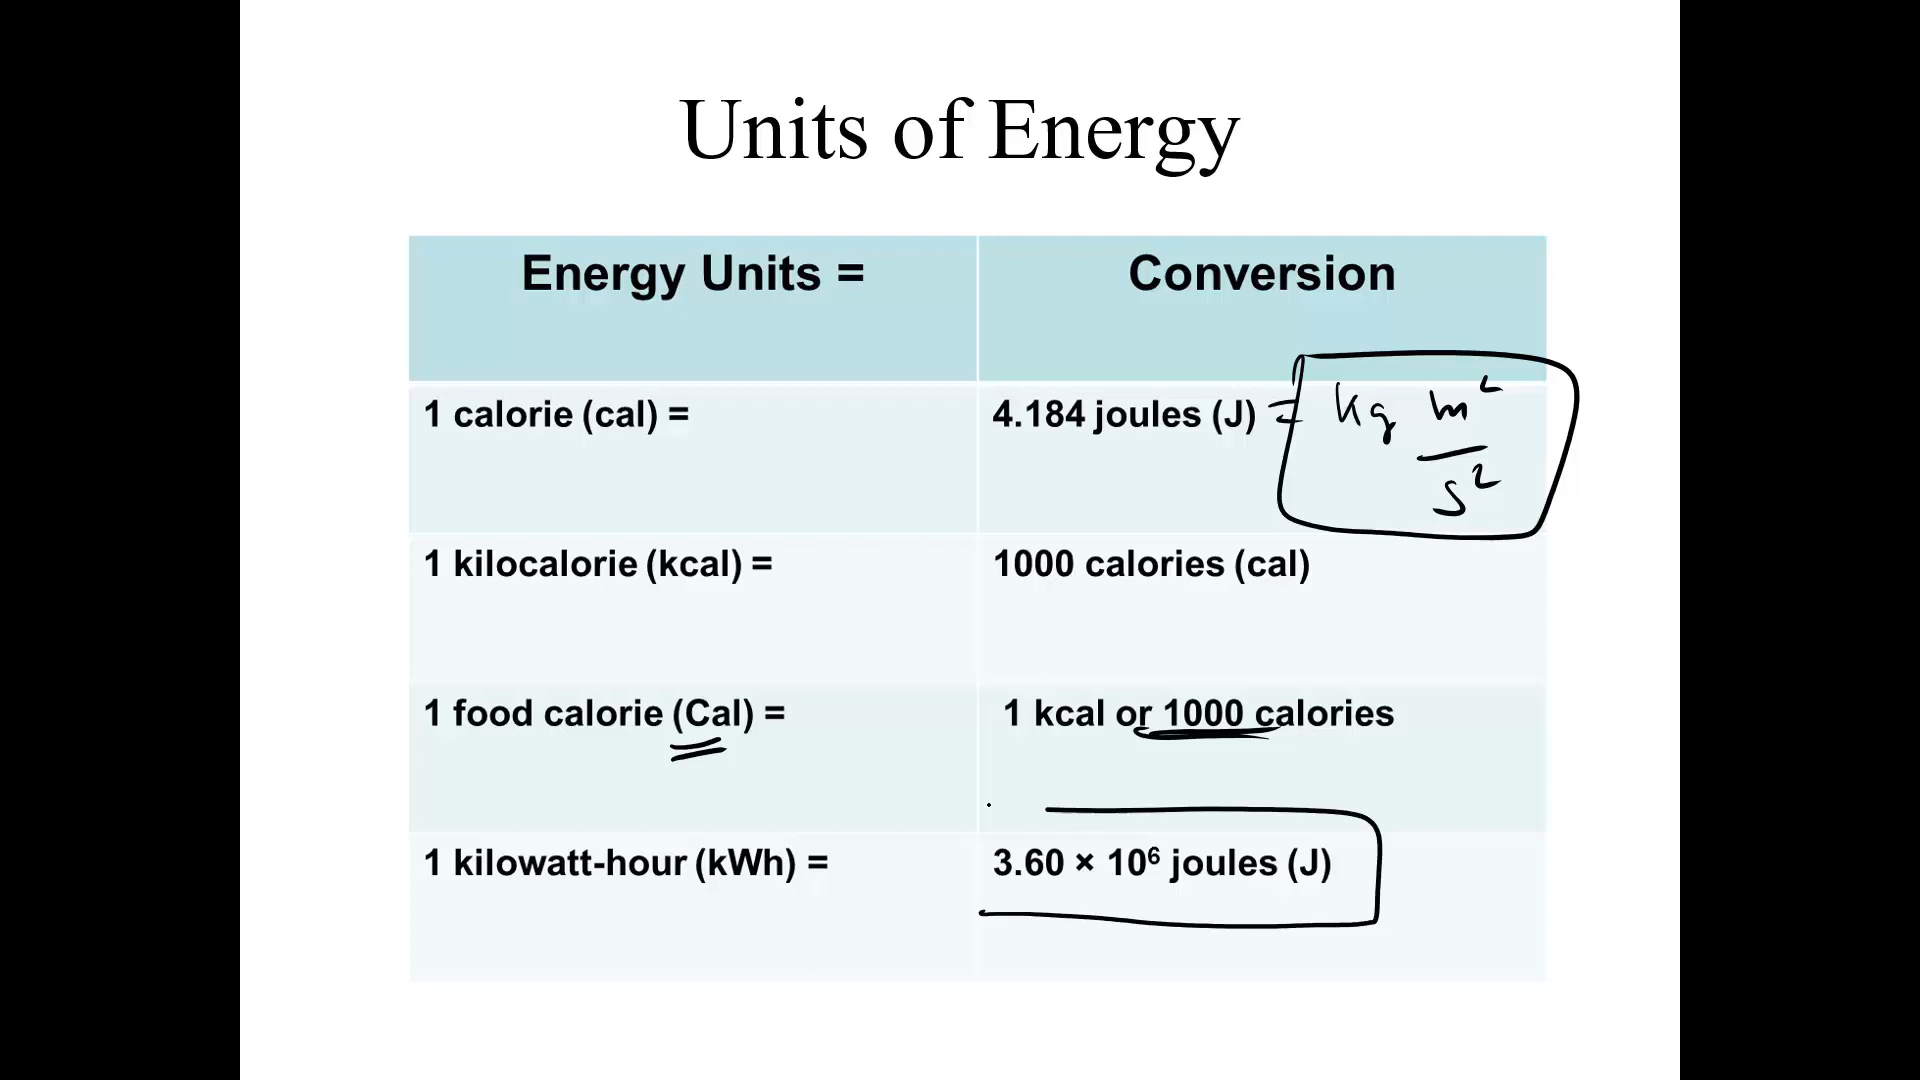 Units of Energy
Energy Units = Conversion
1 calorie (cal) = 4.184 joules (J) = kg m²/s²
1 kilocalorie (kcal) = 1000 calories (cal)
1 food calorie (Cal) = 1 kcal or 1000 calories
1 kilowatt-hour (kWh) = 3.60 × 10⁶ joules (J)